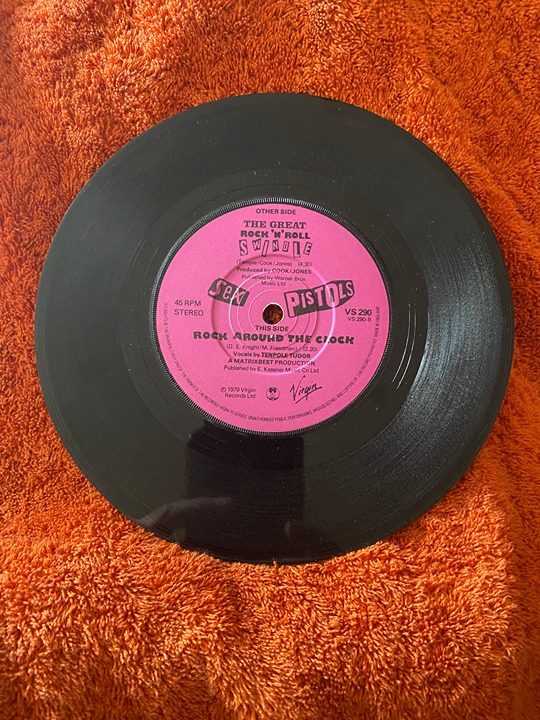 OTHER SIDE
THE GREAT
ROCK 'N' ROLL
SWINDLE
(Temple/Cook/Jones) (4.30)
Produced by COOK/JONES
Published by Warner Bros
Music Ltd
SEX PISTOLS
45 RPM
STEREO
VS 290
VS 290-B
THIS SIDE
ROCK AROUND THE CLOCK
(D. E. Knight/M. Freedman) (2.20)
Vocals by TENPOLE TUDOR
A MATRIXBEST PRODUCTION
Published by E. Kassner Music Co Ltd
℗ 1979 Virgin
Records Ltd
Virgin